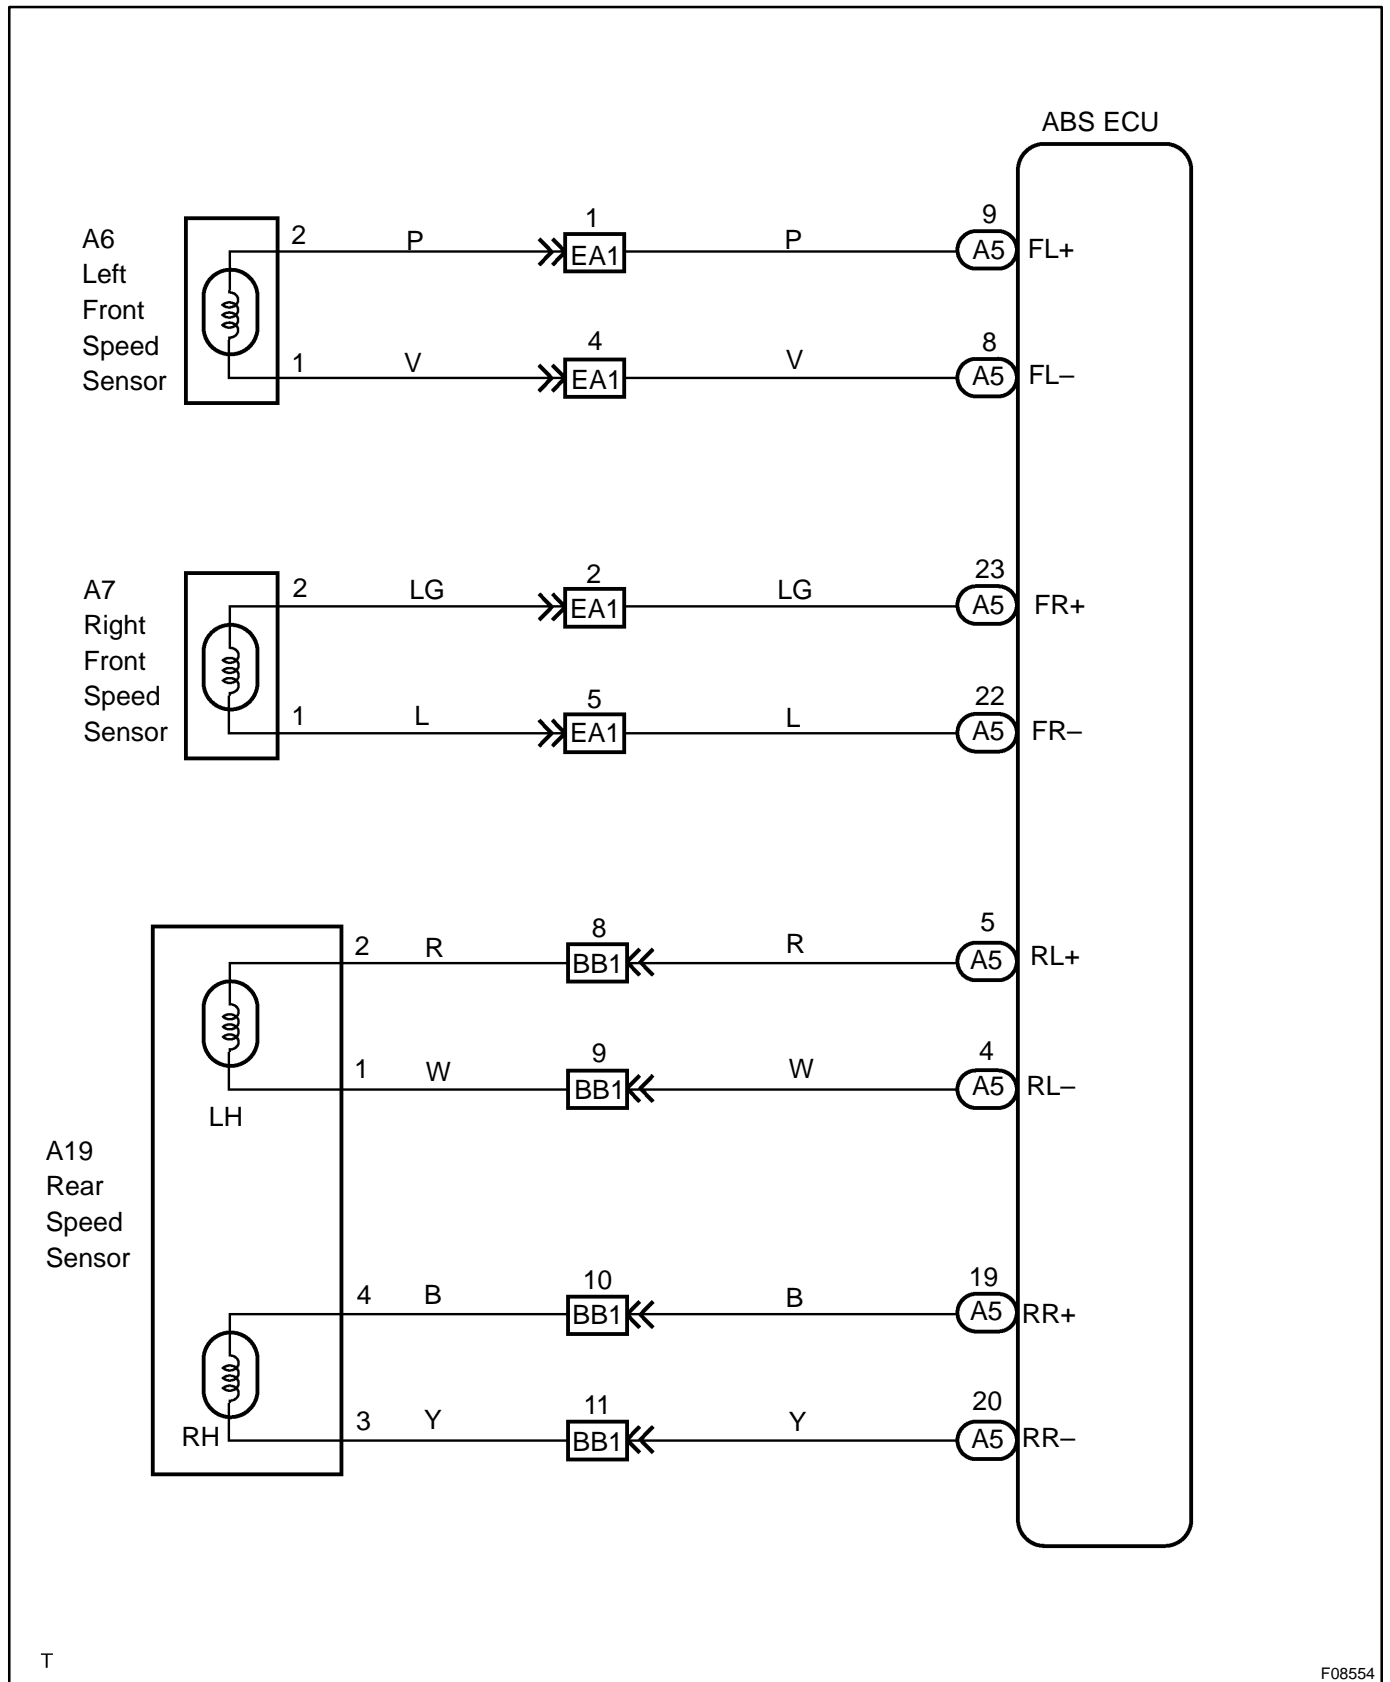 ABS ECU
A6
Left
Front
Speed
Sensor
2 P 1 EA1 P 9 A5 FL+
1 V 4 EA1 V 8 A5 FL–
A7
Right
Front
Speed
Sensor
2 LG 2 EA1 LG 23 A5 FR+
1 L 5 EA1 L 22 A5 FR–
A19
Rear
Speed
Sensor
2 R 8 BB1 R 5 A5 RL+
1 W 9 BB1 W 4 A5 RL–
LH
4 B 10 BB1 B 19 A5 RR+
RH 3 Y 11 BB1 Y 20 A5 RR–
T
F08554